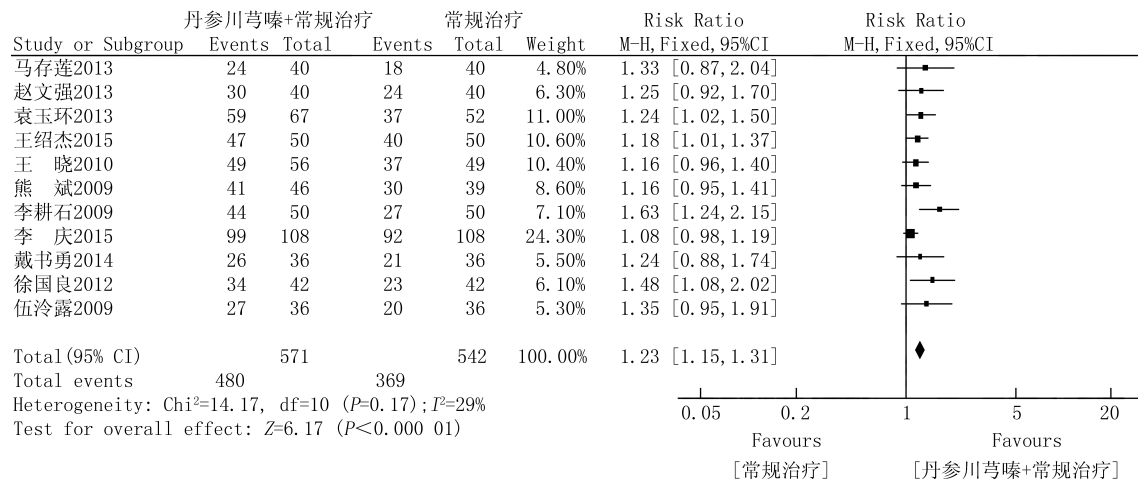 丹参川芎嗪+常规治疗 常规治疗 Risk Ratio Risk Ratio
Study or Subgroup Events Total Events Total Weight M-H,Fixed,95%CI M-H,Fixed,95%CI
马存莲2013 24 40 18 40 4.80% 1.33 [0.87,2.04]
赵文强2013 30 40 24 40 6.30% 1.25 [0.92,1.70]
袁玉环2013 59 67 37 52 11.00% 1.24 [1.02,1.50]
王绍杰2015 47 50 40 50 10.60% 1.18 [1.01,1.37]
王 晓2010 49 56 37 49 10.40% 1.16 [0.96,1.40]
熊 斌2009 41 46 30 39 8.60% 1.16 [0.95,1.41]
李耕石2009 44 50 27 50 7.10% 1.63 [1.24,2.15]
李 庆2015 99 108 92 108 24.30% 1.08 [0.98,1.19]
戴书勇2014 26 36 21 36 5.50% 1.24 [0.88,1.74]
徐国良2012 34 42 23 42 6.10% 1.48 [1.08,2.02]
伍泠露2009 27 36 20 36 5.30% 1.35 [0.95,1.91]
Total(95% CI) 571 542 100.00% 1.23 [1.15,1.31]
Total events 480 369
Heterogeneity: Chi²=14.17, df=10 (P=0.17);I²=29%
Test for overall effect: Z=6.17 (P<0.000 01)
0.05 0.2 1 5 20
Favours Favours
[常规治疗] [丹参川芎嗪+常规治疗]